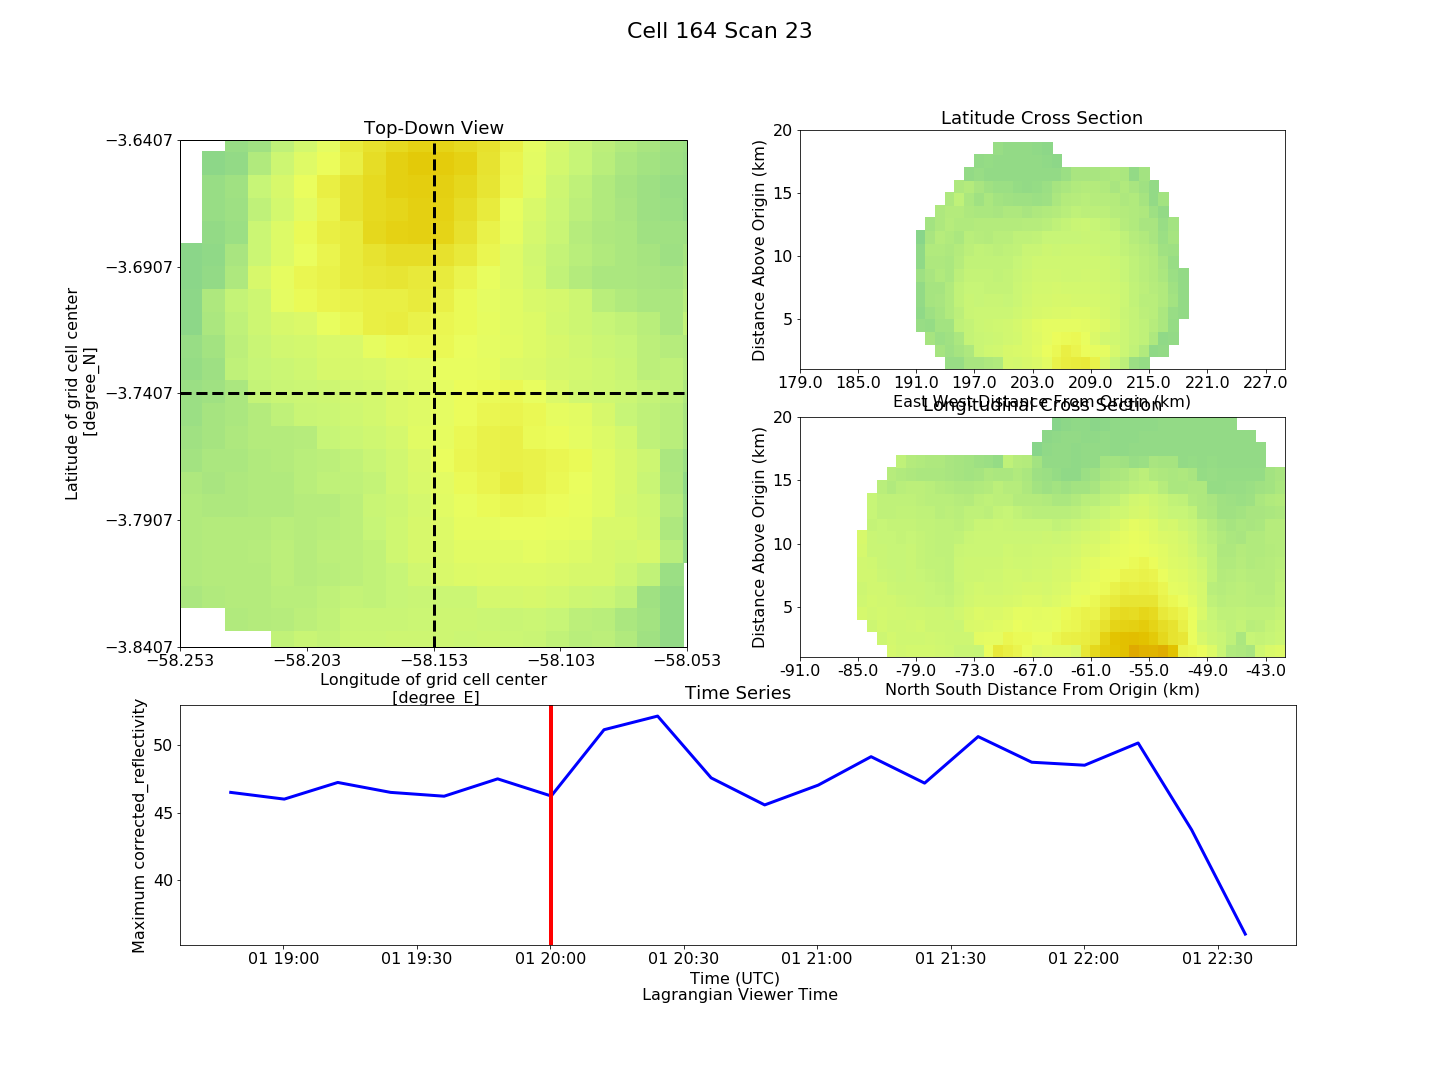 Cell 164 Scan 23
Top-Down View
−3.6407
−3.6907
−3.7407
−3.7907
−3.8407
Latitude of grid cell center
[degree_N]
−58.253
−58.203
−58.153
−58.103
−58.053
Longitude of grid cell center
[degree_E]
Latitude Cross Section
20
15
10
5
Distance Above Origin (km)
179.0
185.0
191.0
197.0
203.0
209.0
215.0
221.0
227.0
East West Distance From Origin (km)
Longitudinal Cross Section
20
15
10
5
Distance Above Origin (km)
-91.0
-85.0
-79.0
-73.0
-67.0
-61.0
-55.0
-49.0
-43.0
North South Distance From Origin (km)
Time Series
50
45
40
Maximum corrected_reflectivity
01 19:00
01 19:30
01 20:00
01 20:30
01 21:00
01 21:30
01 22:00
01 22:30
Time (UTC)
Lagrangian Viewer Time